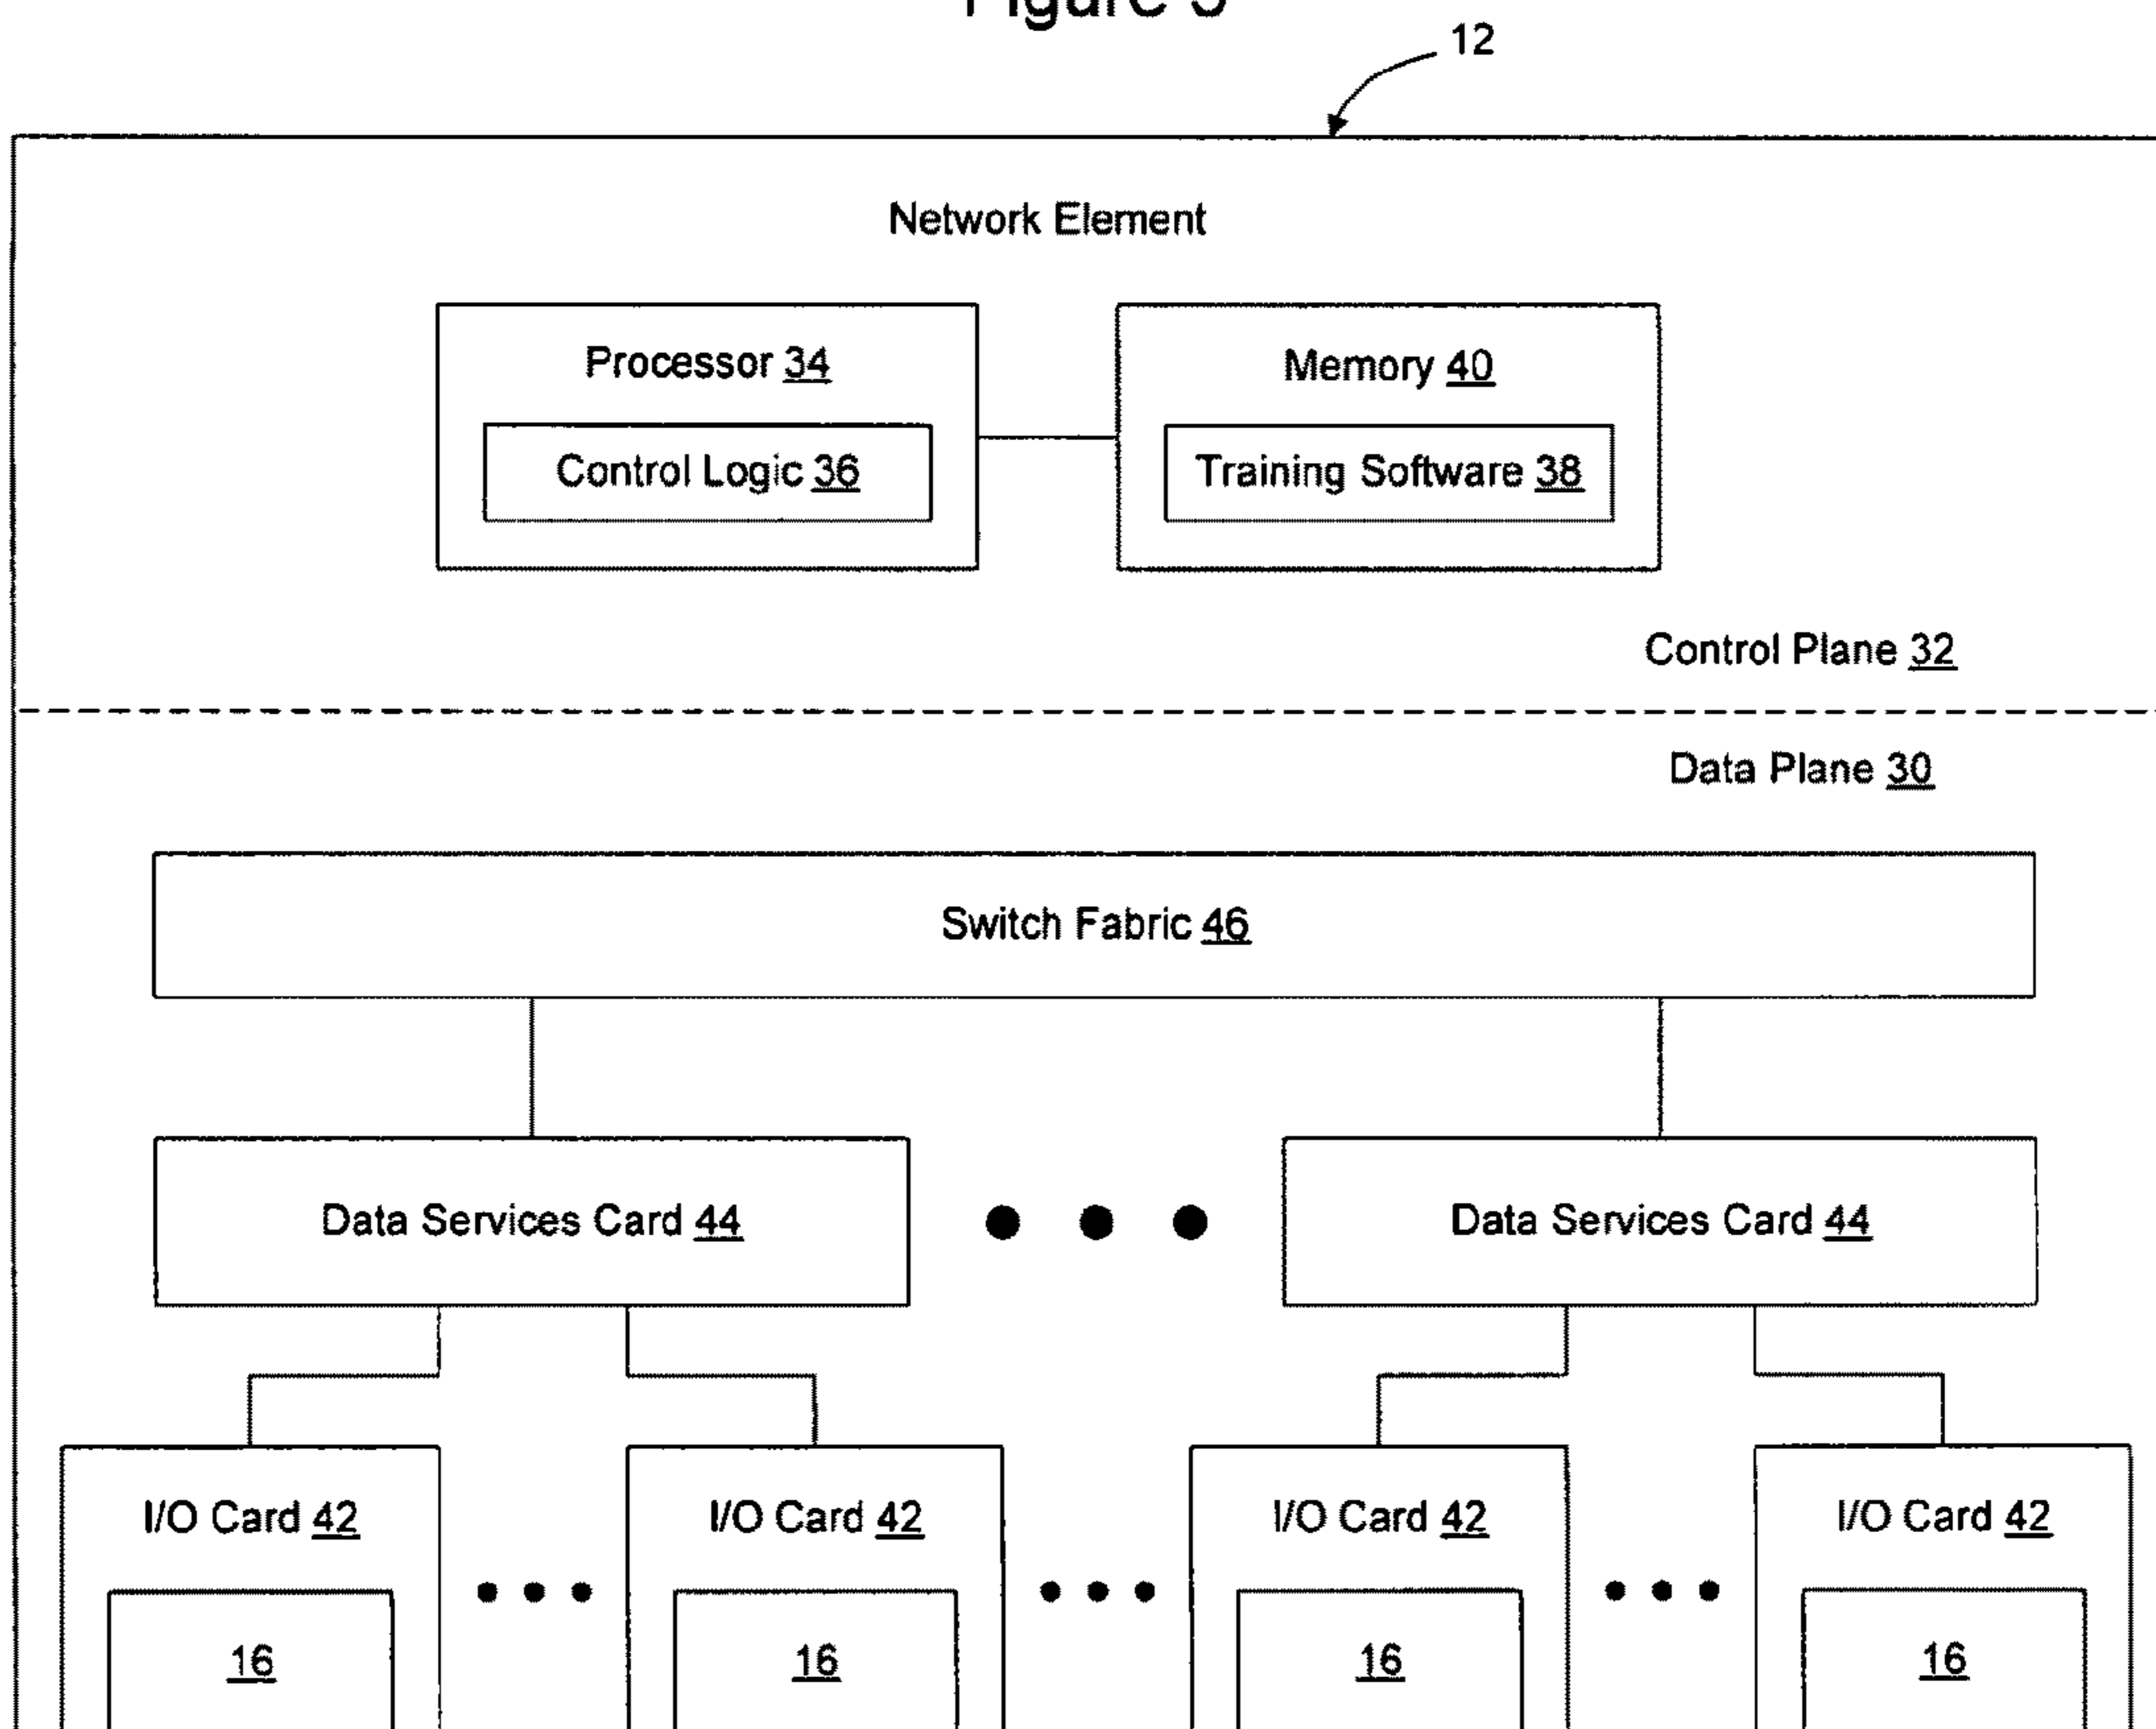 12
Network Element
Processor 34
Memory 40
Control Logic 36
Training Software 38
Control Plane 32
Data Plane 30
Switch Fabric 46
Data Services Card 44
Data Services Card 44
I/O Card 42
I/O Card 42
I/O Card 42
I/O Card 42
16
16
16
16